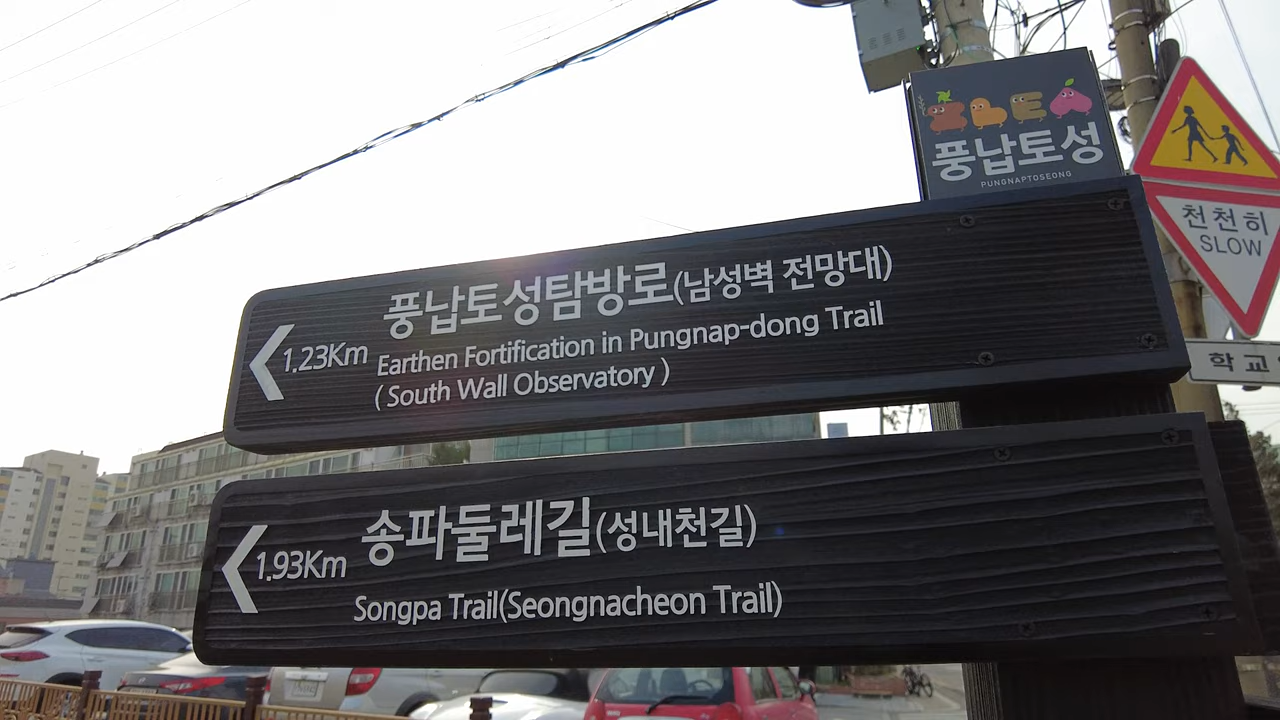 풍납토성
PUNGNAPTOSEONG
천천히
SLOW
학교
풍납토성탐방로(남성벽 전망대)
1.23Km
Earthen Fortification in Pungnap-dong Trail
( South Wall Observatory )
송파둘레길(성내천길)
1.93Km
Songpa Trail(Seongnacheon Trail)